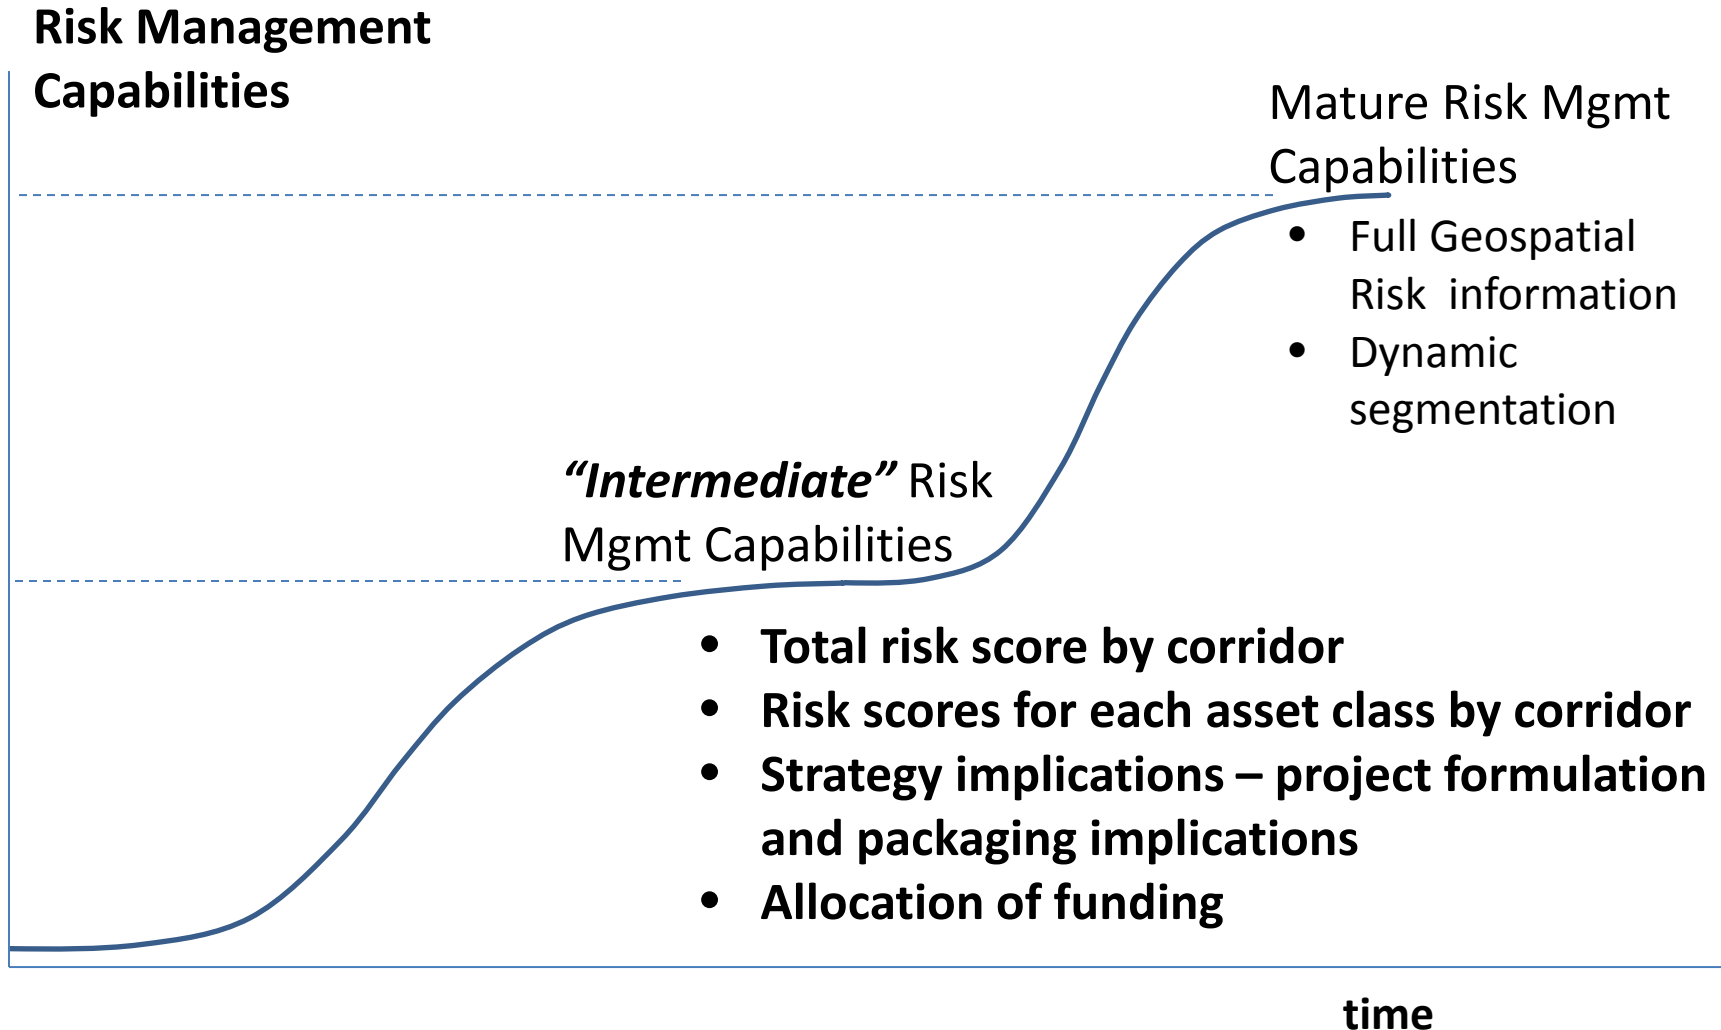 Risk Management
Capabilities
Mature Risk Mgmt
Capabilities
• Full Geospatial
Risk information
• Dynamic
segmentation
“Intermediate” Risk
Mgmt Capabilities
• Total risk score by corridor
• Risk scores for each asset class by corridor
• Strategy implications – project formulation
and packaging implications
• Allocation of funding
time